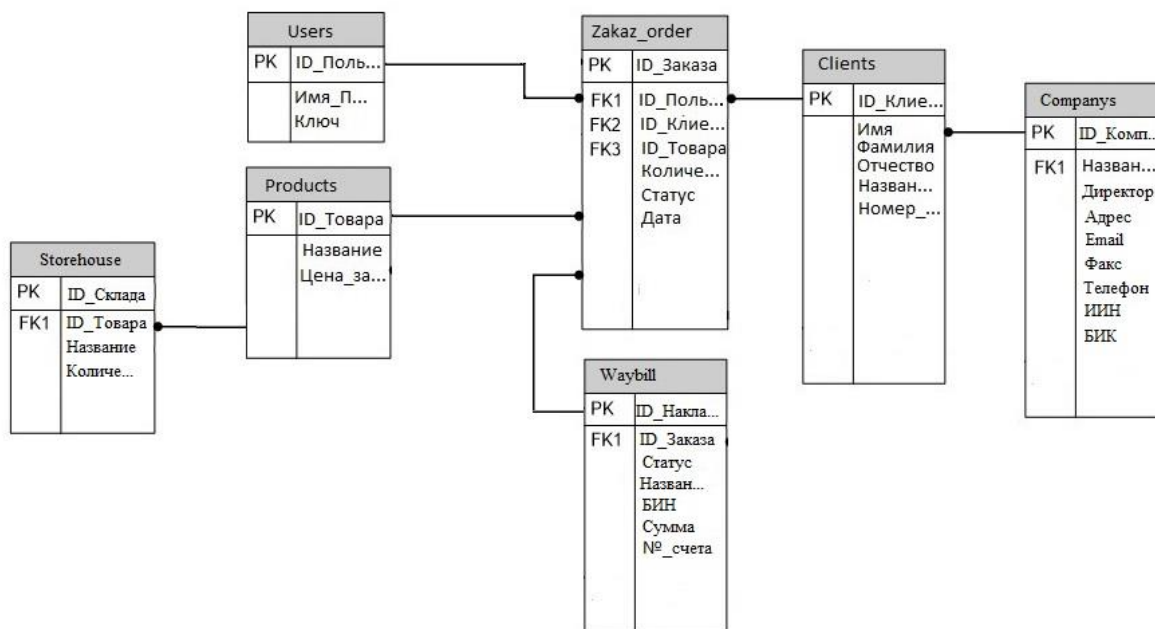 Users
PK ID_Поль...
Имя_П...
Ключ
Zakaz_order
PK ID_Заказа
FK1 ID_Поль...
FK2 ID_Клие...
FK3 ID_Товара
Количе...
Статус
Дата
Clients
PK ID_Клие...
Имя
Фамилия
Отчество
Назван...
Номер_...
Companys
PK ID_Комп...
FK1 Назван...
Директор
Адрес
Email
Факс
Телефон
ИИН
БИК
Products
PK ID_Товара
Название
Цена_за...
Storehouse
PK ID_Склада
FK1 ID_Товара
Название
Количе...
Waybill
PK ID_Накла...
FK1 ID_Заказа
Статус
Назван...
БИН
Сумма
№_счета